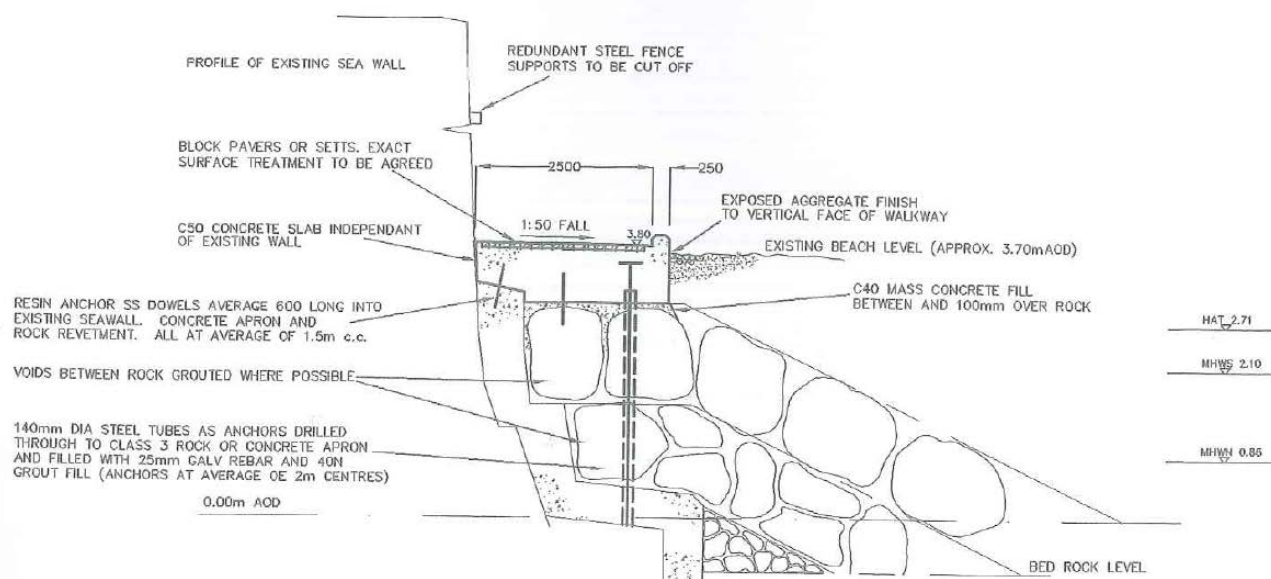 PROFILE OF EXISTING SEA WALL
REDUNDANT STEEL FENCE
SUPPORTS TO BE CUT OFF
BLOCK PAVERS OR SETTS. EXACT
SURFACE TREATMENT TO BE AGREED
2500
250
EXPOSED AGGREGATE FINISH
TO VERTICAL FACE OF WALKWAY
C50 CONCRETE SLAB INDEPENDANT
OF EXISTING WALL
1:50 FALL
3.80
EXISTING BEACH LEVEL (APPROX. 3.70mAOD)
RESIN ANCHOR SS DOWELS AVERAGE 600 LONG INTO
EXISTING SEAWALL. CONCRETE APRON AND
ROCK REVETMENT. ALL AT AVERAGE OF 1.5m c.c.
C40 MASS CONCRETE FILL
BETWEEN AND 100mm OVER ROCK
HAT 2.71
MHWS 2.10
VOIDS BETWEEN ROCK GROUTED WHERE POSSIBLE
140mm DIA STEEL TUBES AS ANCHORS DRILLED
THROUGH TO CLASS 3 ROCK OR CONCRETE APRON
AND FILLED WITH 25mm GALV REBAR AND 40N
GROUT FILL (ANCHORS AT AVERAGE OE 2m CENTRES)
MHWN 0.85
0.00m AOD
BED ROCK LEVEL